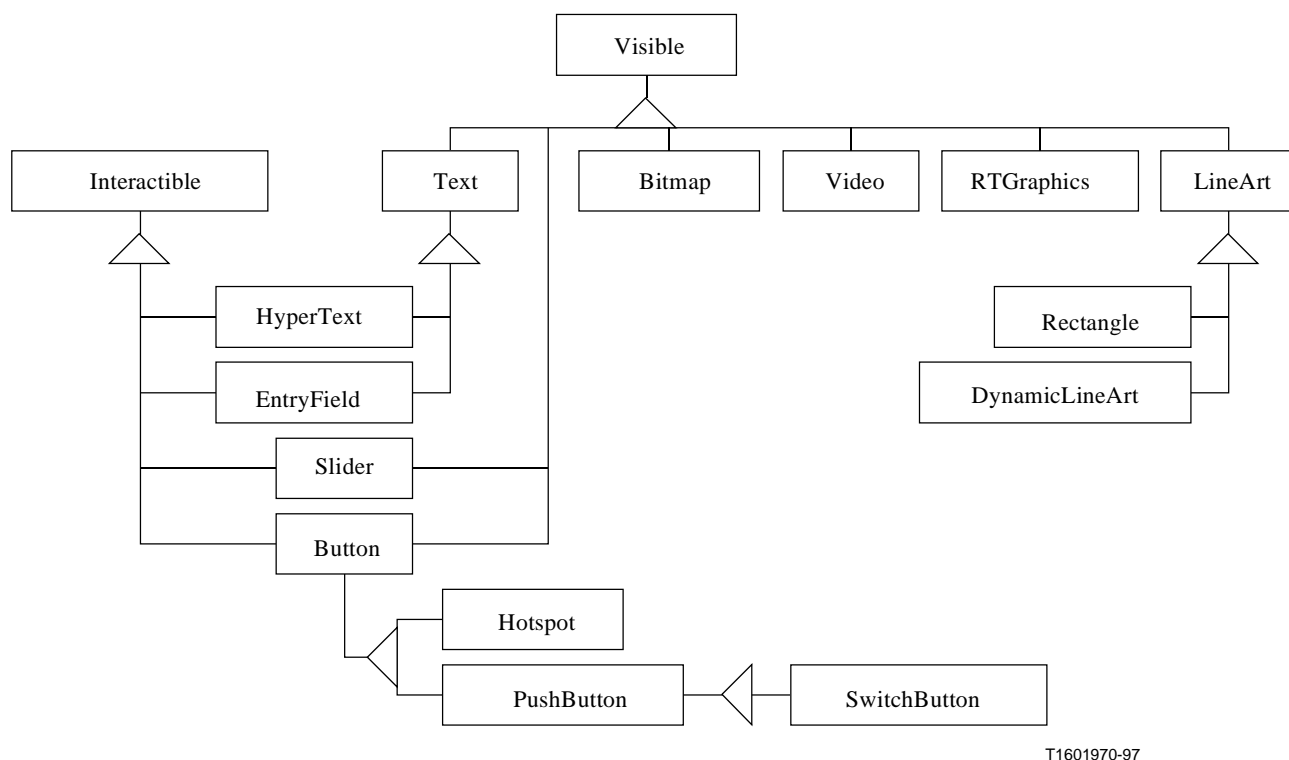 Visible
Interactible
Text
Bitmap
Video
RTGraphics
LineArt
HyperText
Rectangle
EntryField
DynamicLineArt
Slider
Button
Hotspot
PushButton
SwitchButton
T1601970-97